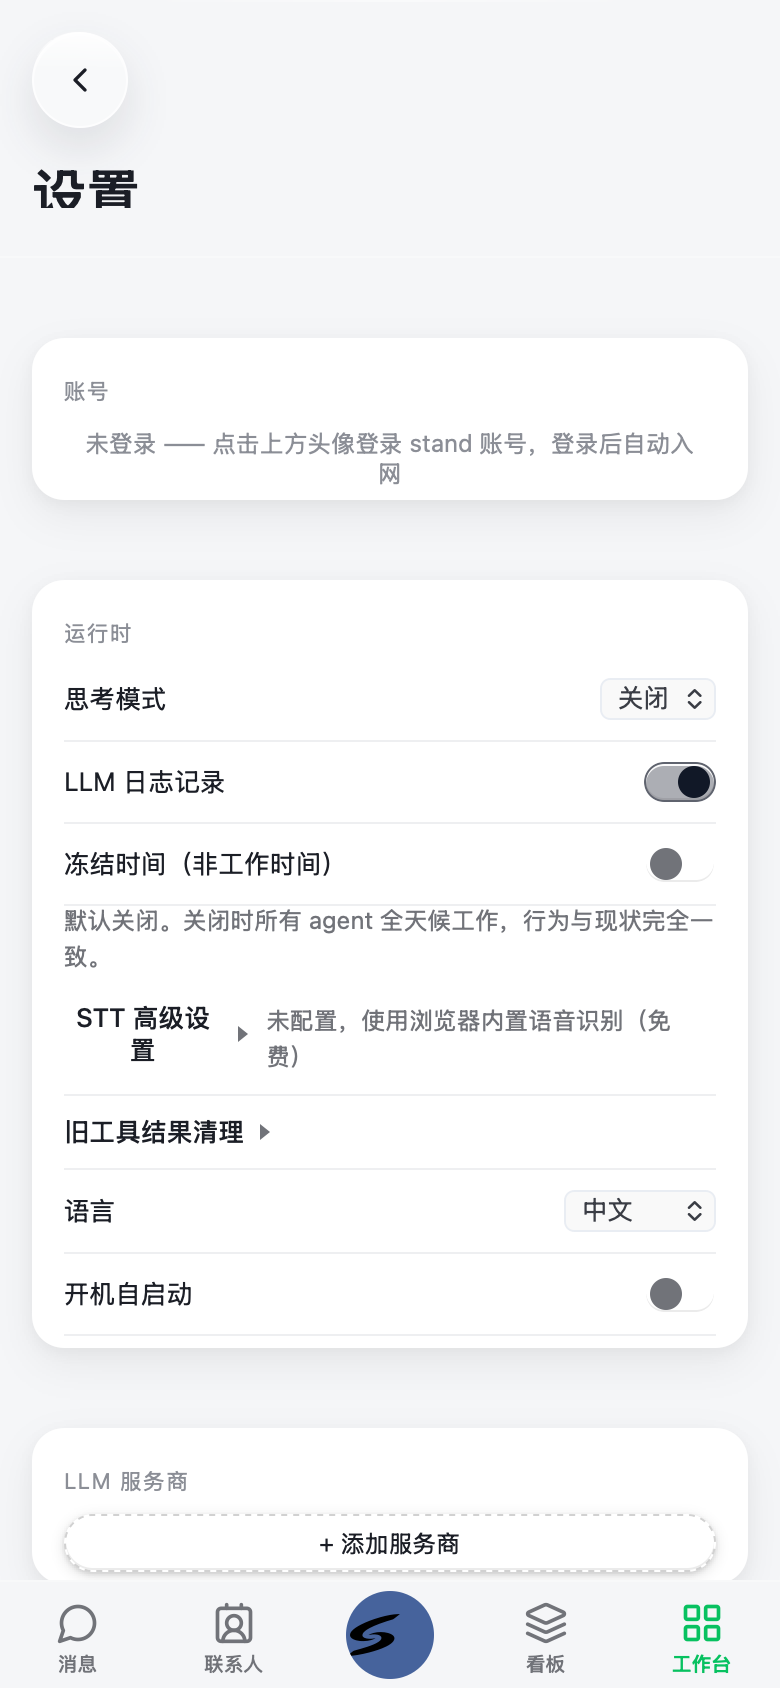 设置
账号
未登录 —— 点击上方头像登录 stand 账号，登录后自动入
网
运行时
思考模式
关闭
LLM 日志记录
冻结时间（非工作时间）
默认关闭。关闭时所有 agent 全天候工作，行为与现状完全一
致。
STT 高级设
置
未配置，使用浏览器内置语音识别（免
费）
旧工具结果清理
语言
中文
开机自启动
LLM 服务商
+ 添加服务商
消息
联系人
看板
工作台